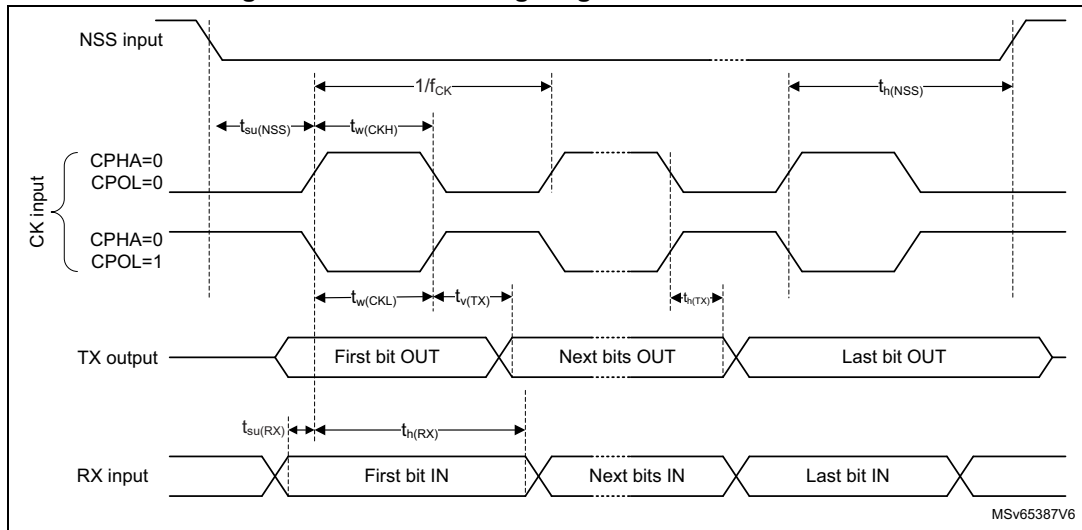 NSS input
1/fCK
th(NSS)
tsu(NSS)
tw(CKH)
CPHA=0
CPOL=0
CK input
CPHA=0
CPOL=1
tw(CKL)
tv(TX)
th(TX)
TX output
First bit OUT
Next bits OUT
Last bit OUT
tsu(RX)
th(RX)
RX input
First bit IN
Next bits IN
Last bit IN
MSv65387V6